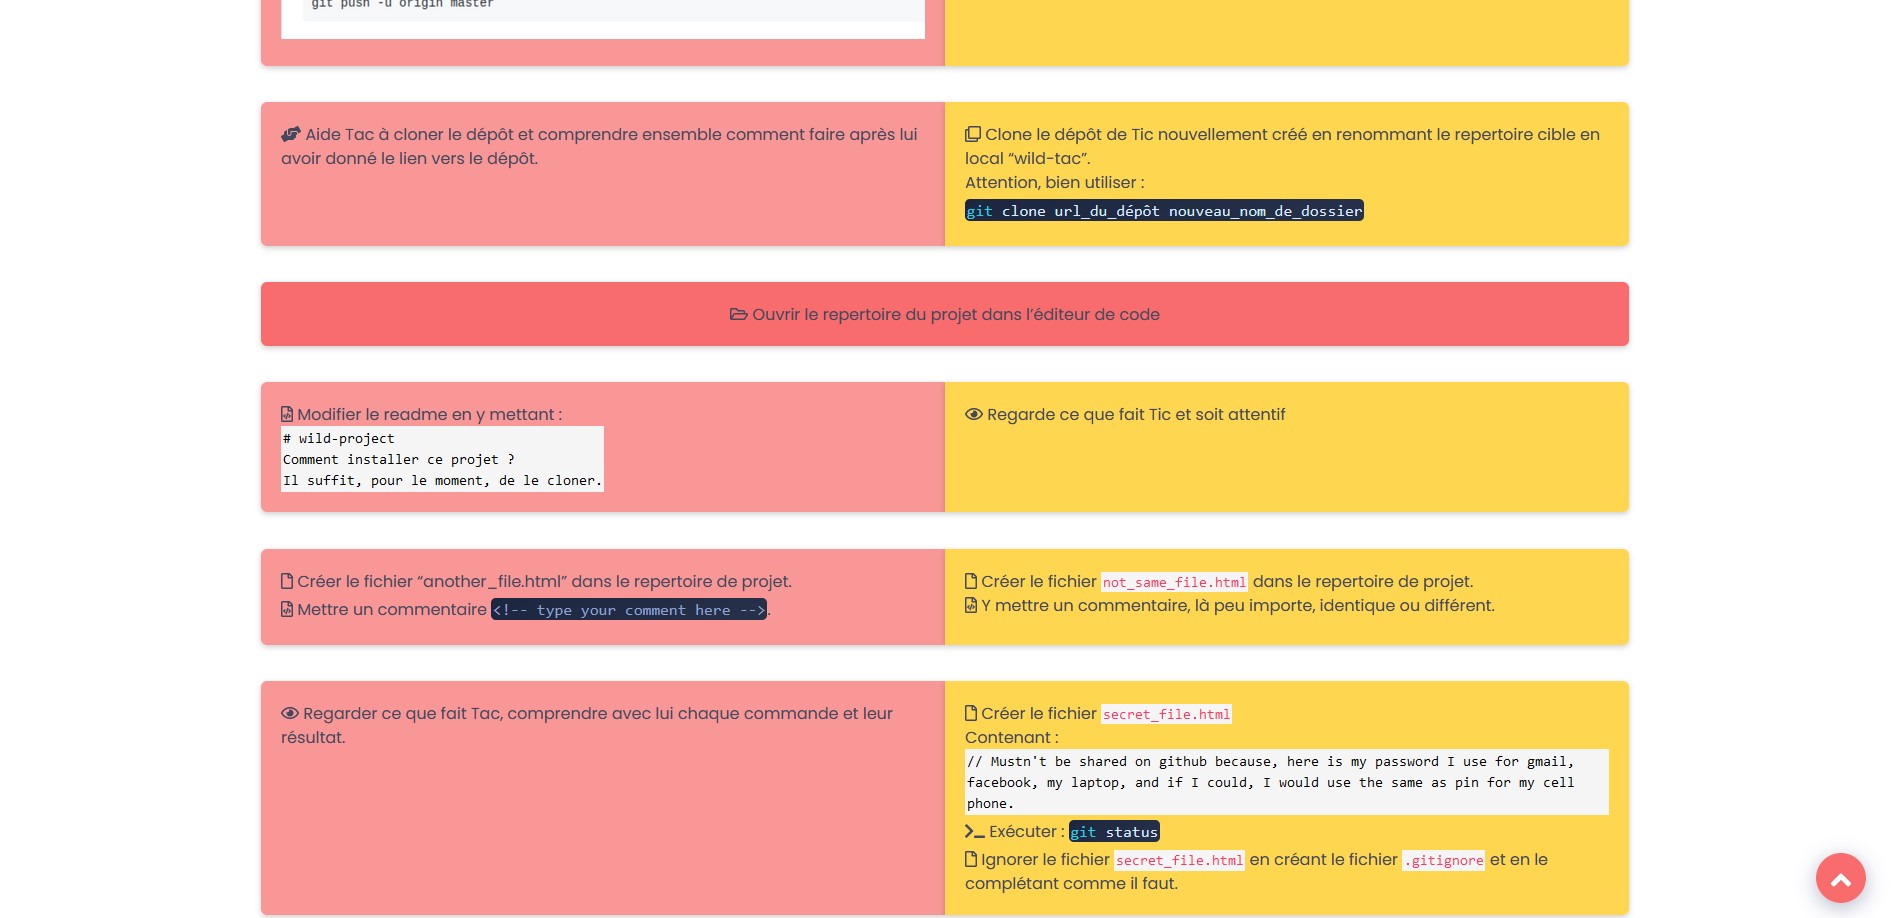 git push -u origin master
Aide Tac à cloner le dépôt et comprendre ensemble comment faire après lui
avoir donné le lien vers le dépôt.
Clone le dépôt de Tic nouvellement créé en renommant le repertoire cible en
local “wild-tac”.
Attention, bien utiliser :
git clone url_du_dépôt nouveau_nom_de_dossier
Ouvrir le repertoire du projet dans l’éditeur de code
Modifier le readme en y mettant :
# wild-project
Comment installer ce projet ?
Il suffit, pour le moment, de le cloner.
Regarde ce que fait Tic et soit attentif
Créer le fichier “another_file.html” dans le repertoire de projet.
Mettre un commentaire <!-- type your comment here -->.
Créer le fichier not_same_file.html dans le repertoire de projet.
Y mettre un commentaire, là peu importe, identique ou différent.
Regarder ce que fait Tac, comprendre avec lui chaque commande et leur
résultat.
Créer le fichier secret_file.html
Contenant :
// Mustn't be shared on github because, here is my password I use for gmail,
facebook, my laptop, and if I could, I would use the same as pin for my cell
phone.
Exécuter : git status
Ignorer le fichier secret_file.html en créant le fichier .gitignore et en le
complétant comme il faut.